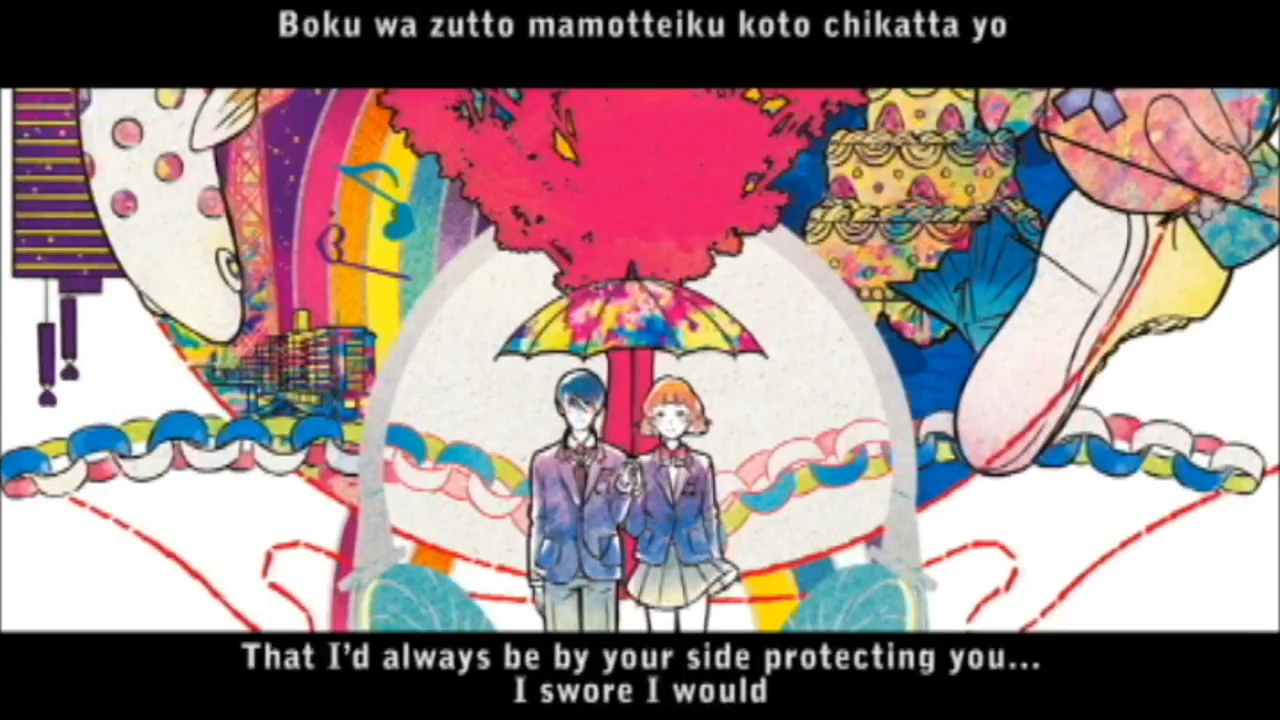 Boku wa zutto mamotteiku koto chikatta yo
That I'd always be by your side protecting you...
I swore I would